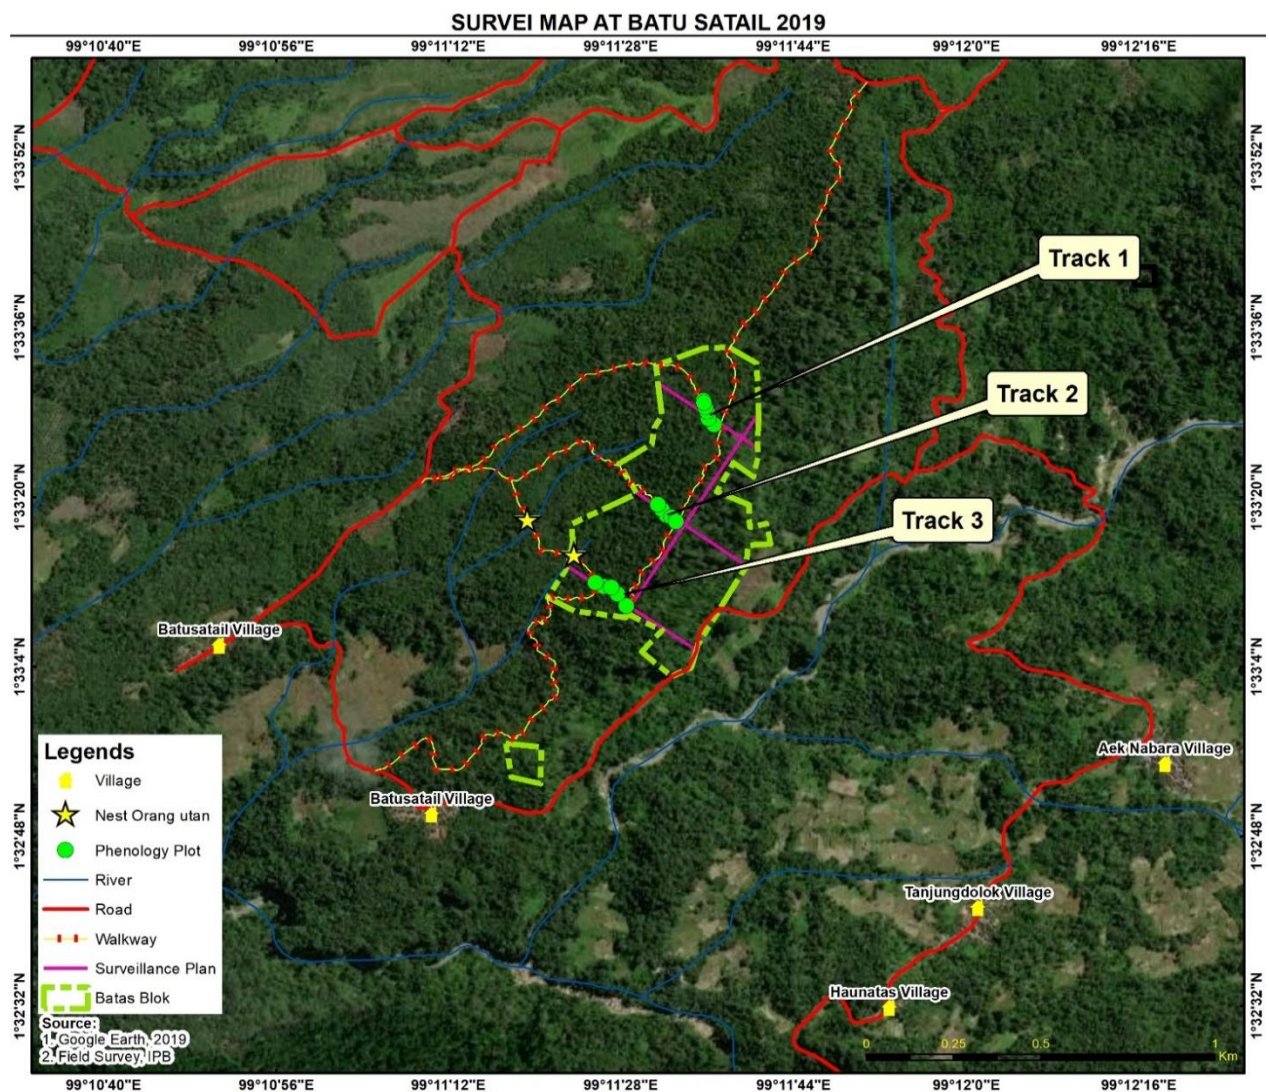 SURVEI MAP AT BATU SATAIL 2019
99°10'40"E 99°10'56"E 99°11'12"E 99°11'28"E 99°11'44"E 99°12'0"E 99°12'16"E
1°33'52"N
1°33'52"N
Track 1
1°33'36"N
1°33'36"N
Track 2
1°33'20"N
1°33'20"N
Track 3
Batusatail Village
1°33'4"N
1°33'4"N
Aek Nabara Village
Batusatail Village
1°32'48"N
1°32'48"N
Tanjungdolok Village
Haunatas Village
1°32'32"N
1°32'32"N
Legends
Village
Nest Orang utan
Phenology Plot
River
Road
Walkway
Surveillance Plan
Batas Blok
Source:
1. Google Earth, 2019
2. Field Survey, IPB
0 0.25 0.5 1
Km
99°10'40"E 99°10'56"E 99°11'12"E 99°11'28"E 99°11'44"E 99°12'0"E 99°12'16"E